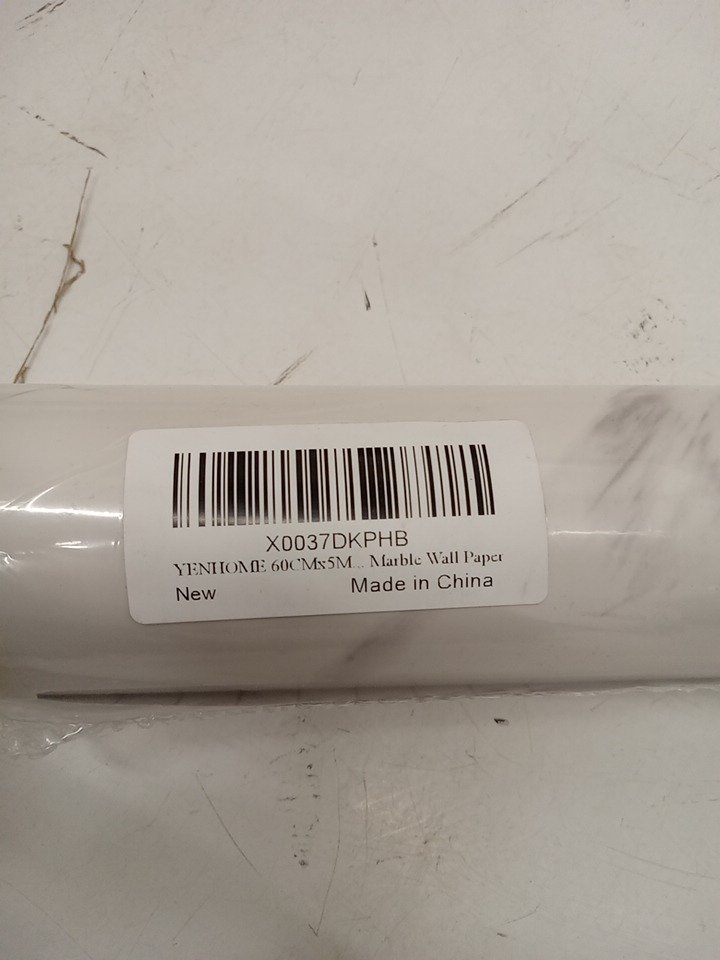 X0037DKPHB
YENHOME 60CMx5M... Marble Wall Paper
New Made in China